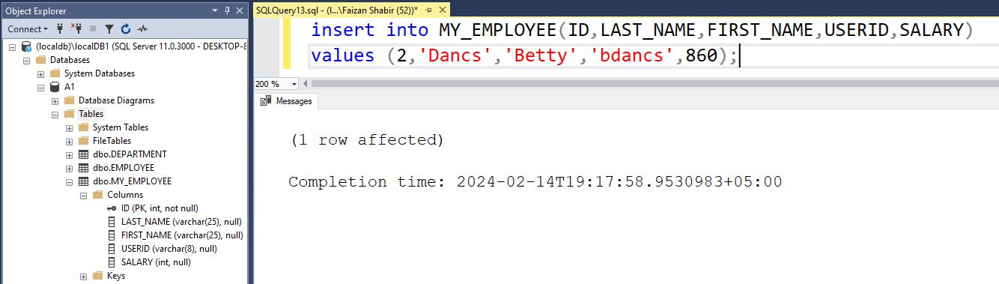 Object Explorer
Connect
(localdb)\localDB1 (SQL Server 11.0.3000 - DESKTOP-8
Databases
System Databases
A1
Database Diagrams
Tables
System Tables
FileTables
dbo.DEPARTMENT
dbo.EMPLOYEE
dbo.MY_EMPLOYEE
Columns
ID (PK, int, not null)
LAST_NAME (varchar(25), null)
FIRST_NAME (varchar(25), null)
USERID (varchar(8), null)
SALARY (int, null)
Keys
SQLQuery13.sql - (l...\Faizan Shabir (52))*
insert into MY_EMPLOYEE(ID,LAST_NAME,FIRST_NAME,USERID,SALARY)
values (2,'Dancs','Betty','bdancs',860);
200 %
Messages
(1 row affected)
Completion time: 2024-02-14T19:17:58.9530983+05:00